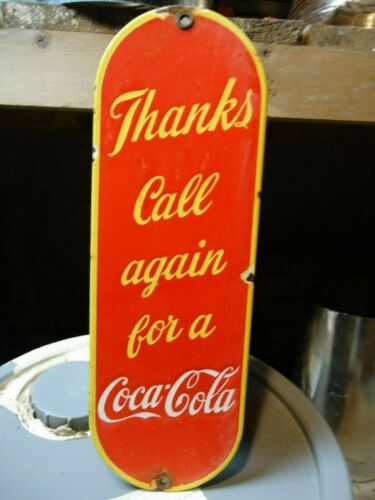 Thanks
Call
again
for a
Coca-Cola